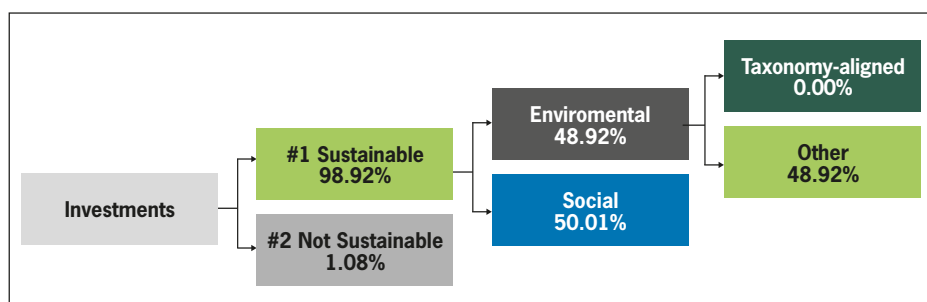 Investments
#1 Sustainable
98.92%
#2 Not Sustainable
1.08%
Enviromental
48.92%
Social
50.01%
Taxonomy-aligned
0.00%
Other
48.92%